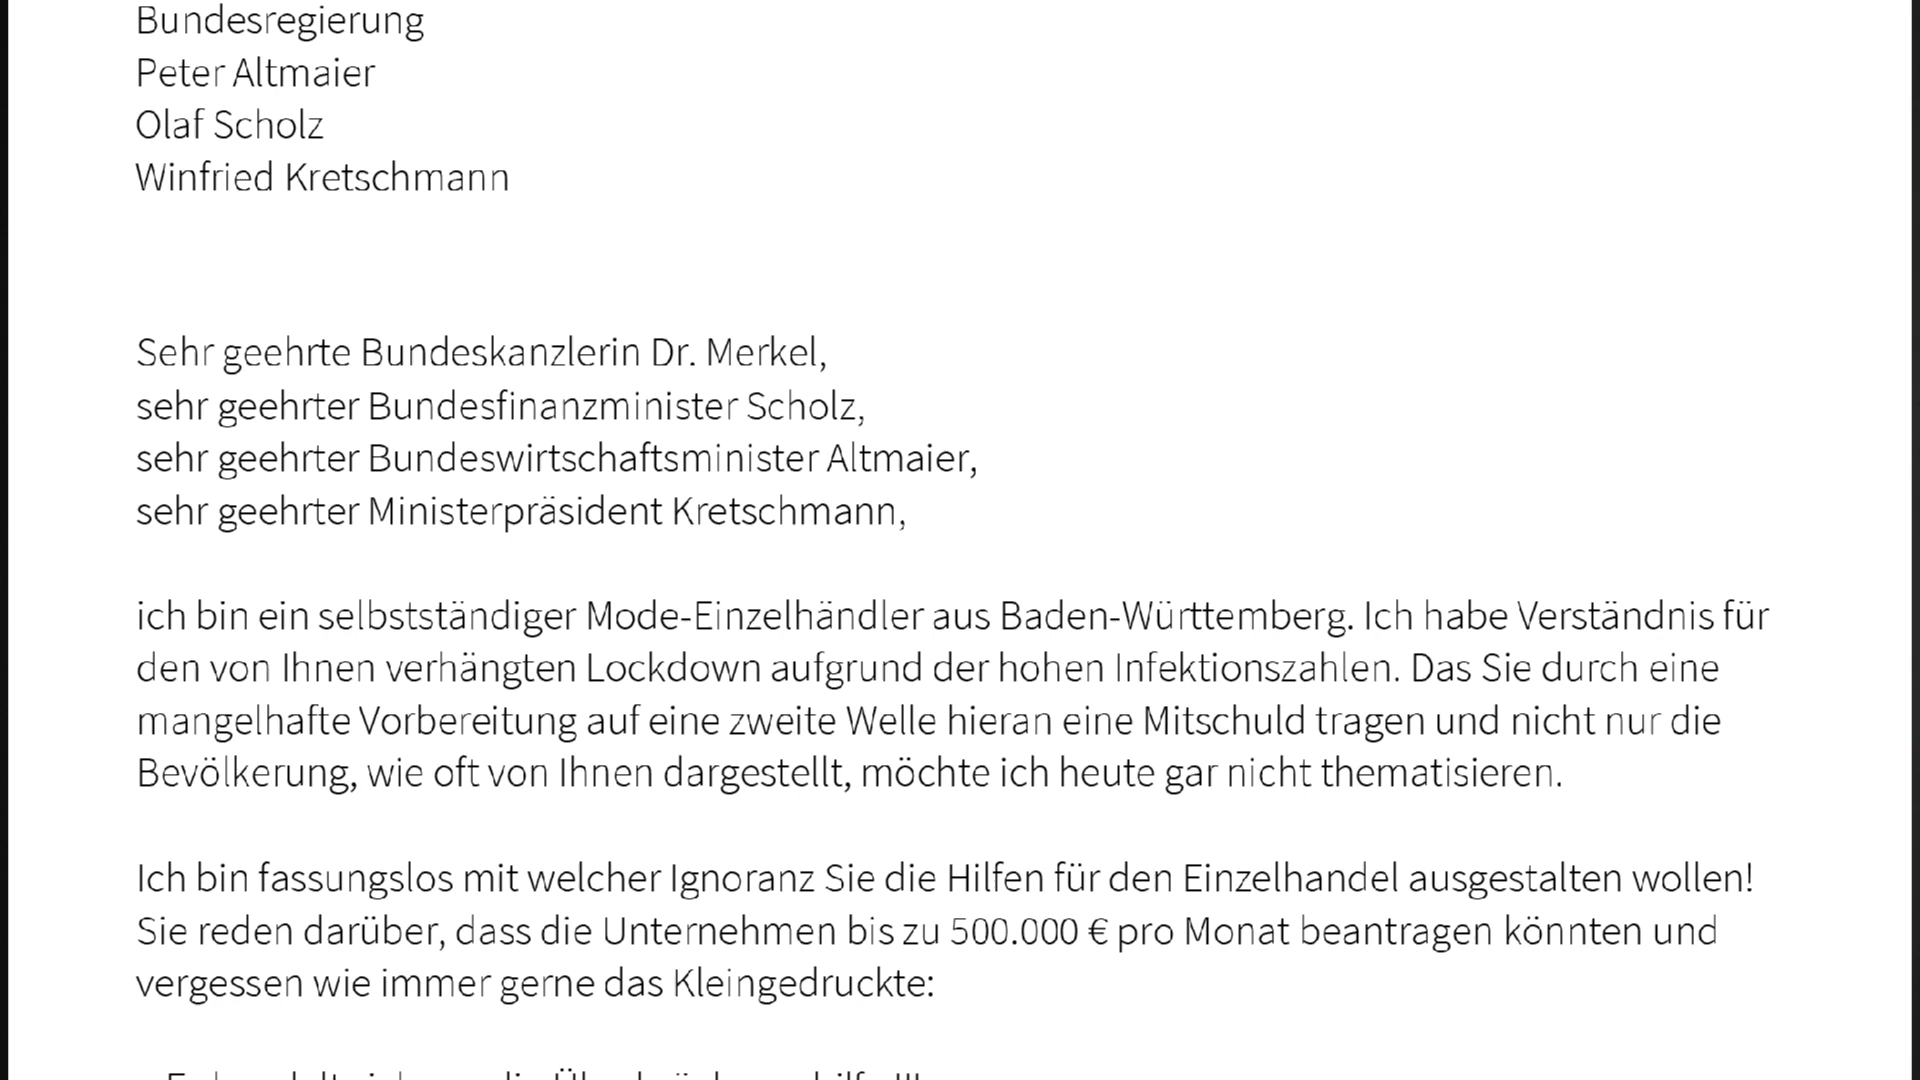 Bundesregierung
Peter Altmaier
Olaf Scholz
Winfried Kretschmann
Sehr geehrte Bundeskanzlerin Dr. Merkel,
sehr geehrter Bundesfinanzminister Scholz,
sehr geehrter Bundeswirtschaftsminister Altmaier,
sehr geehrter Ministerpräsident Kretschmann,
ich bin ein selbstständiger Mode-Einzelhändler aus Baden-Württemberg. Ich habe Verständnis für
den von Ihnen verhängten Lockdown aufgrund der hohen Infektionszahlen. Das Sie durch eine
mangelhafte Vorbereitung auf eine zweite Welle hieran eine Mitschuld tragen und nicht nur die
Bevölkerung, wie oft von Ihnen dargestellt, möchte ich heute gar nicht thematisieren.
Ich bin fassungslos mit welcher Ignoranz Sie die Hilfen für den Einzelhandel ausgestalten wollen!
Sie reden darüber, dass die Unternehmen bis zu 500.000 € pro Monat beantragen könnten und
vergessen wie immer gerne das Kleingedruckte: